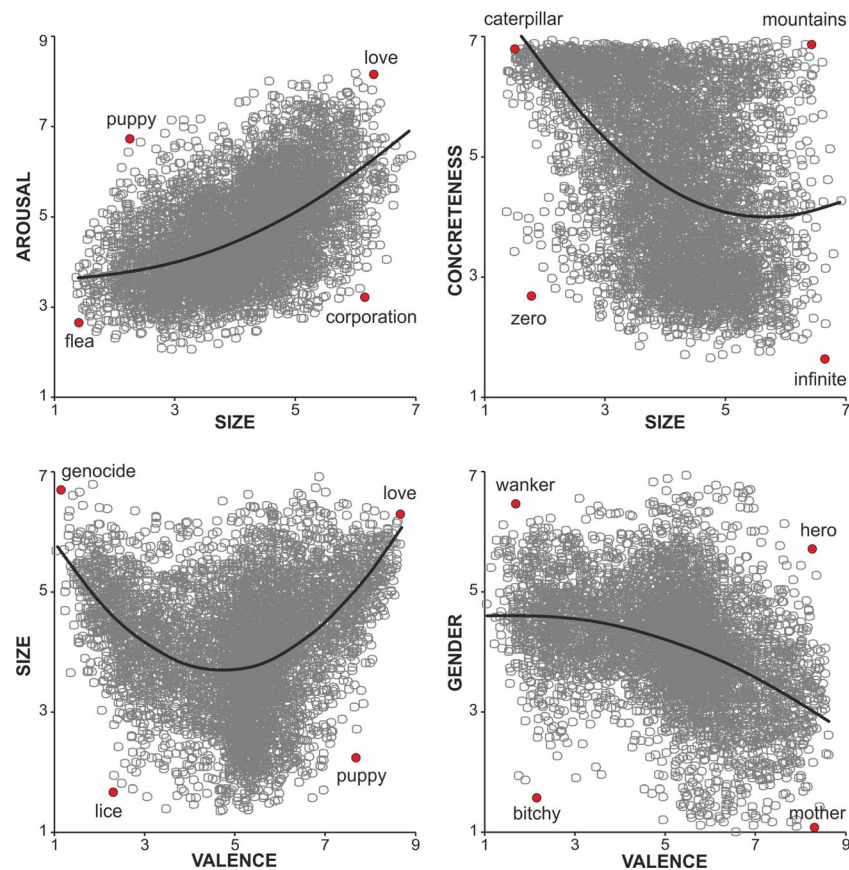 9
love
puppy
7
AROUSAL
5
3
flea
corporation
1
1 3 5 7
SIZE
caterpillar
mountains
7
5
CONCRETENESS
3
zero
infinite
1
1 3 5 7
SIZE
7
genocide
love
5
SIZE
3
puppy
lice
1
1 3 5 7 9
VALENCE
7
wanker
hero
5
GENDER
3
bitchy
mother
1
1 3 5 7 9
VALENCE